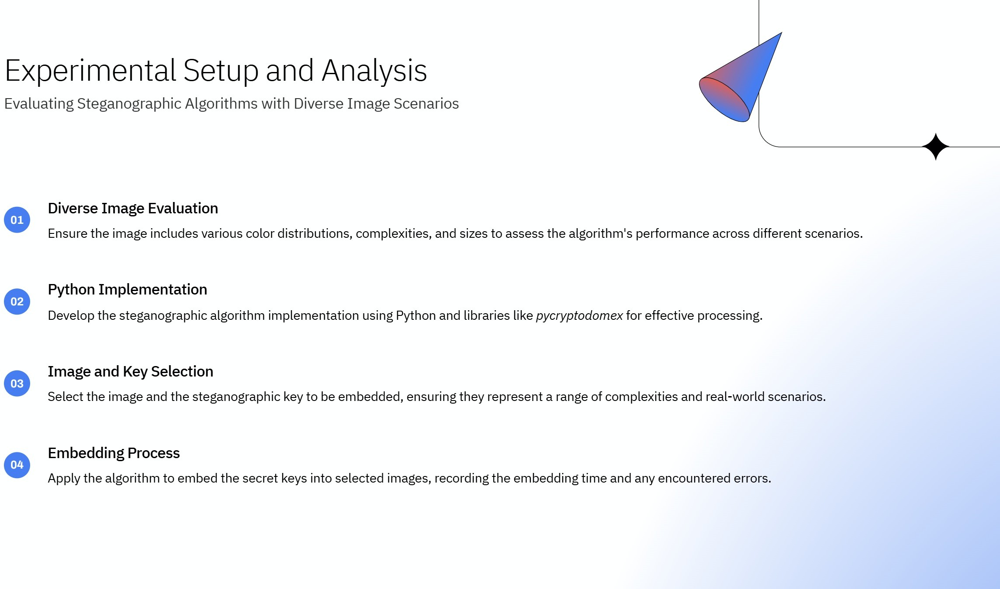 Experimental Setup and Analysis
Evaluating Steganographic Algorithms with Diverse Image Scenarios
01
Diverse Image Evaluation
Ensure the image includes various color distributions, complexities, and sizes to assess the algorithm's performance across different scenarios.
02
Python Implementation
Develop the steganographic algorithm implementation using Python and libraries like pycryptodomex for effective processing.
03
Image and Key Selection
Select the image and the steganographic key to be embedded, ensuring they represent a range of complexities and real-world scenarios.
04
Embedding Process
Apply the algorithm to embed the secret keys into selected images, recording the embedding time and any encountered errors.